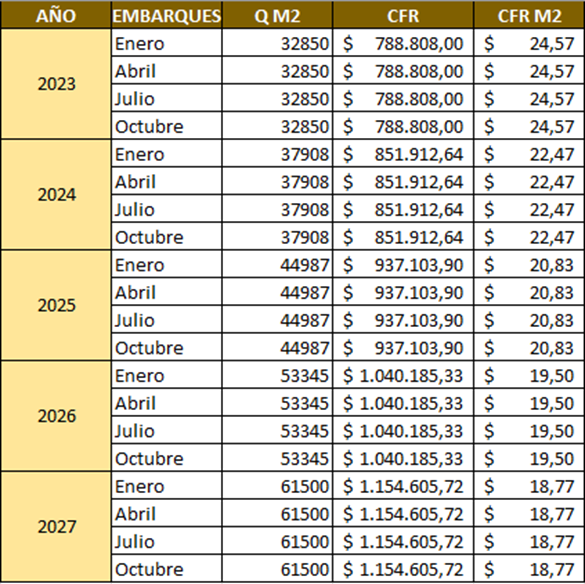 AÑO EMBARQUES Q M2 CFR CFR M2
2023 Enero 32850 $ 788.808,00 $ 24,57
Abril 32850 $ 788.808,00 $ 24,57
Julio 32850 $ 788.808,00 $ 24,57
Octubre 32850 $ 788.808,00 $ 24,57
2024 Enero 37908 $ 851.912,64 $ 22,47
Abril 37908 $ 851.912,64 $ 22,47
Julio 37908 $ 851.912,64 $ 22,47
Octubre 37908 $ 851.912,64 $ 22,47
2025 Enero 44987 $ 937.103,90 $ 20,83
Abril 44987 $ 937.103,90 $ 20,83
Julio 44987 $ 937.103,90 $ 20,83
Octubre 44987 $ 937.103,90 $ 20,83
2026 Enero 53345 $ 1.040.185,33 $ 19,50
Abril 53345 $ 1.040.185,33 $ 19,50
Julio 53345 $ 1.040.185,33 $ 19,50
Octubre 53345 $ 1.040.185,33 $ 19,50
2027 Enero 61500 $ 1.154.605,72 $ 18,77
Abril 61500 $ 1.154.605,72 $ 18,77
Julio 61500 $ 1.154.605,72 $ 18,77
Octubre 61500 $ 1.154.605,72 $ 18,77